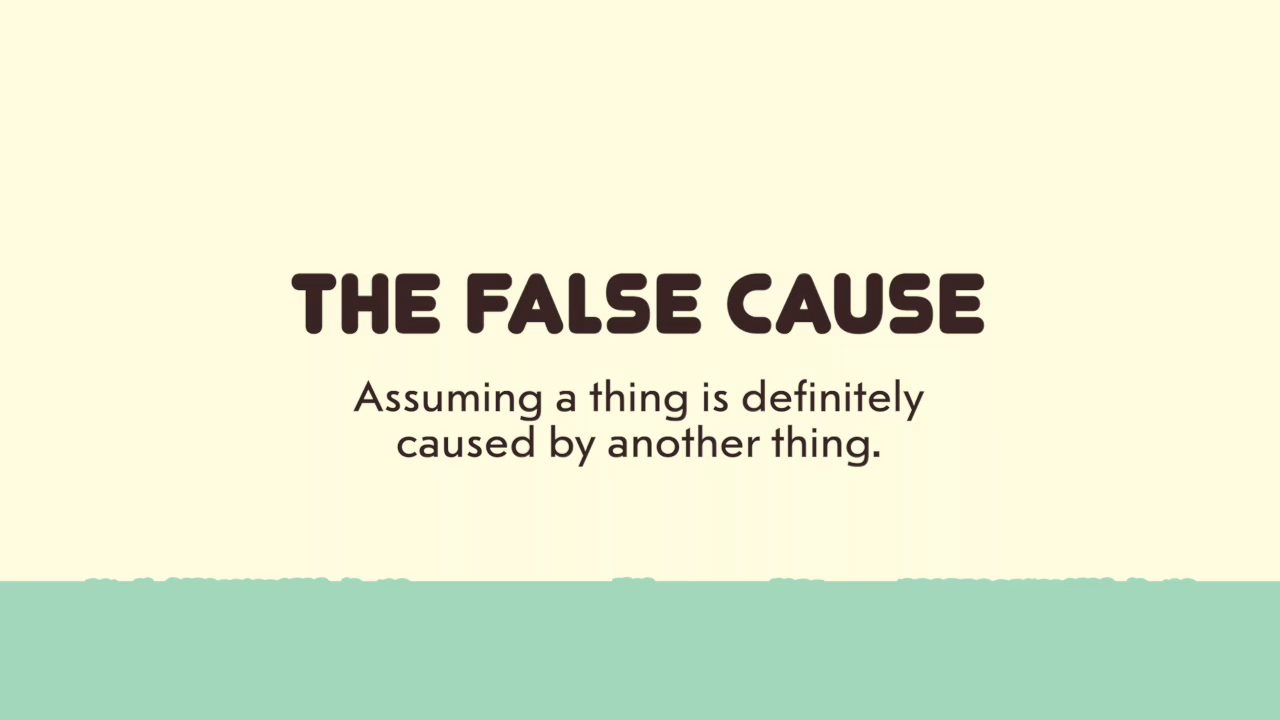 THE FALSE CAUSE
Assuming a thing is definitely
caused by another thing.